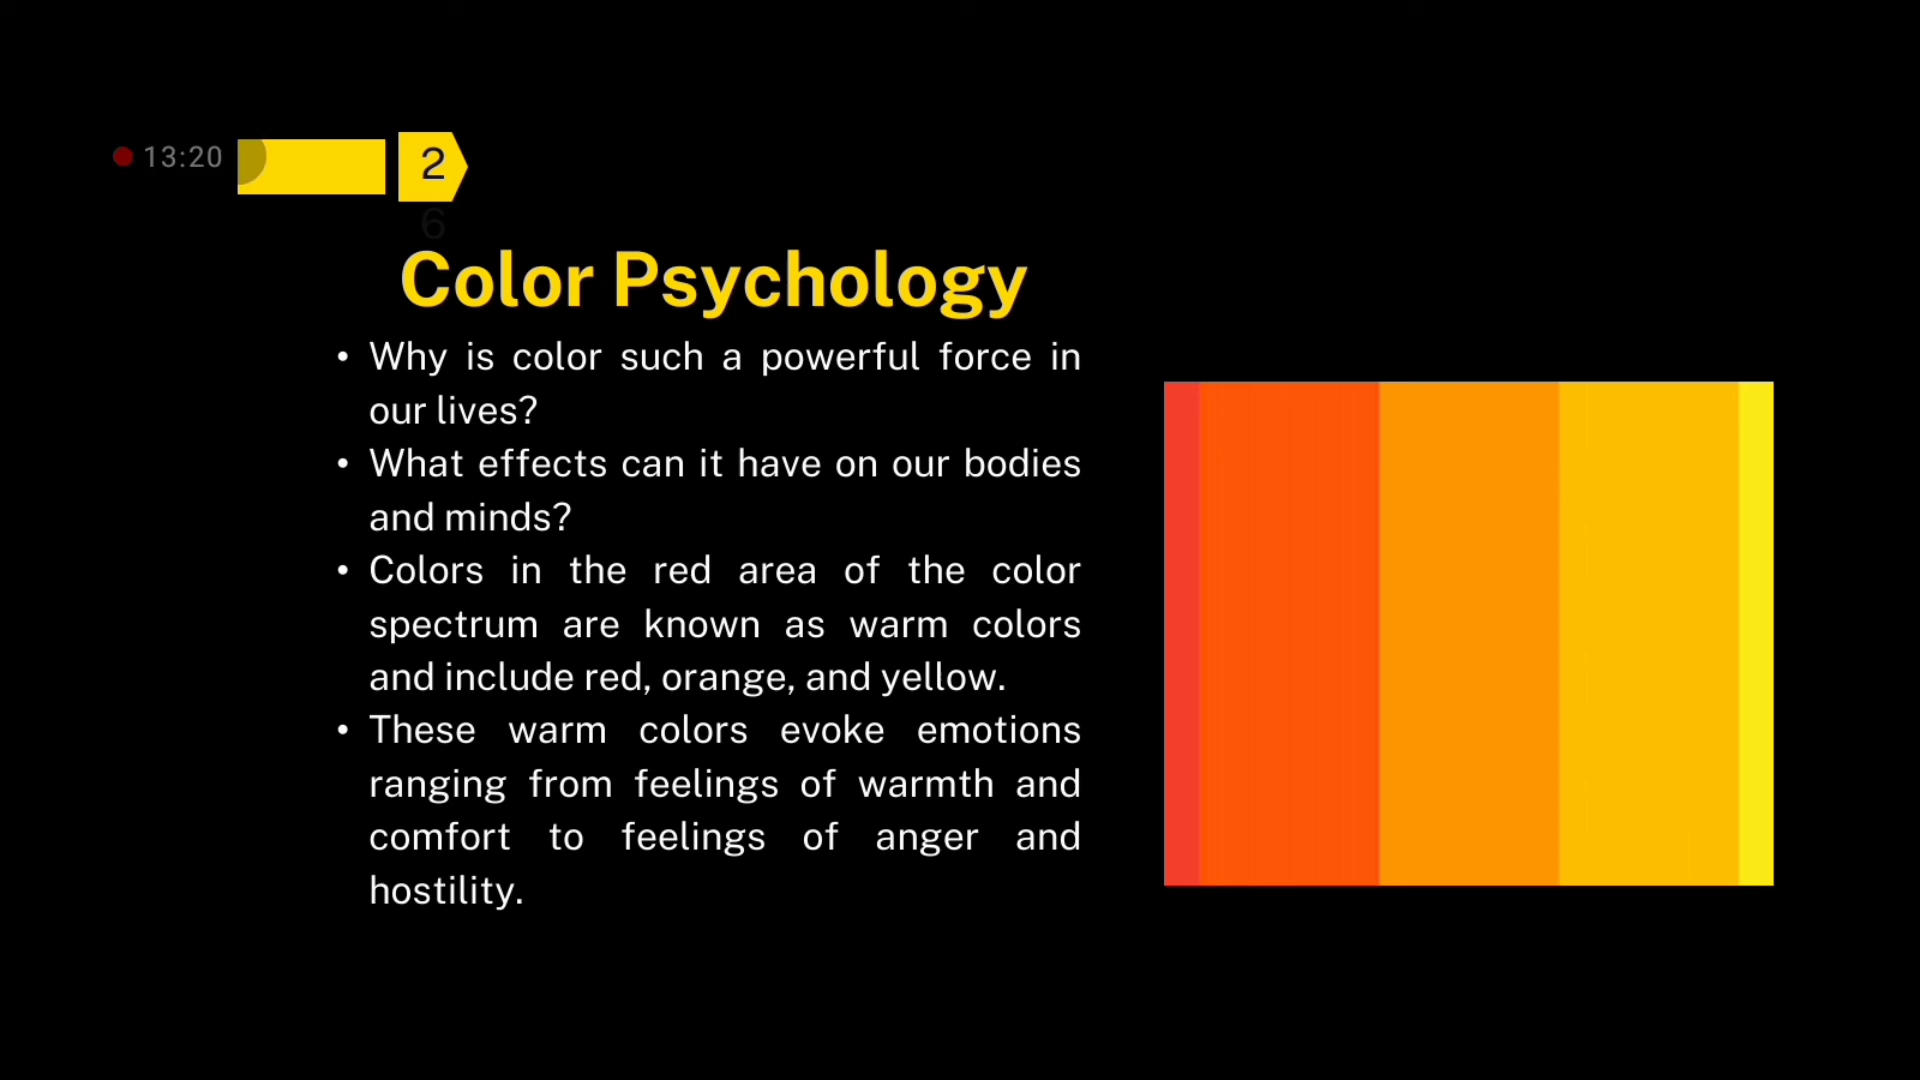 13:20
2
6
Color Psychology
• Why is color such a powerful force in
our lives?
• What effects can it have on our bodies
and minds?
• Colors in the red area of the color
spectrum are known as warm colors
and include red, orange, and yellow.
• These warm colors evoke emotions
ranging from feelings of warmth and
comfort to feelings of anger and
hostility.